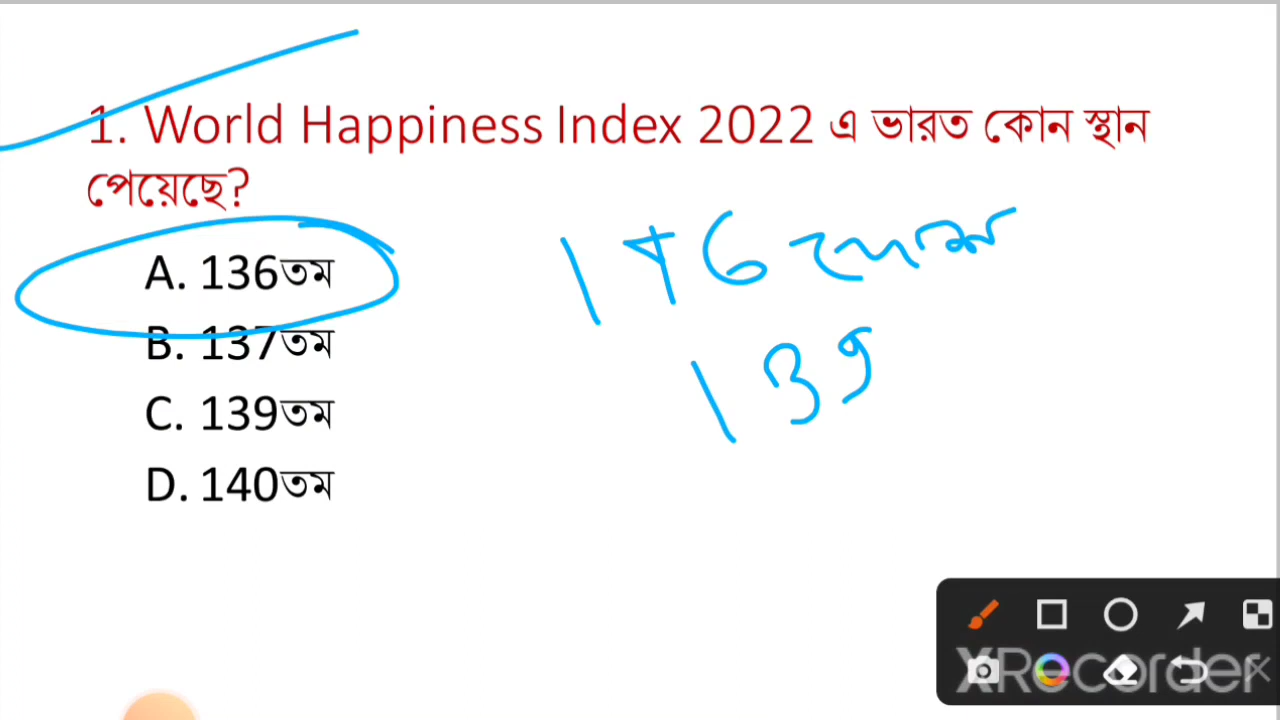 1. World Happiness Index 2022 এ ভারত কোন স্থান
পেয়েছে?
A. 136তম
B. 137তম
C. 139তম
D. 140তম
146
139
XRecorder